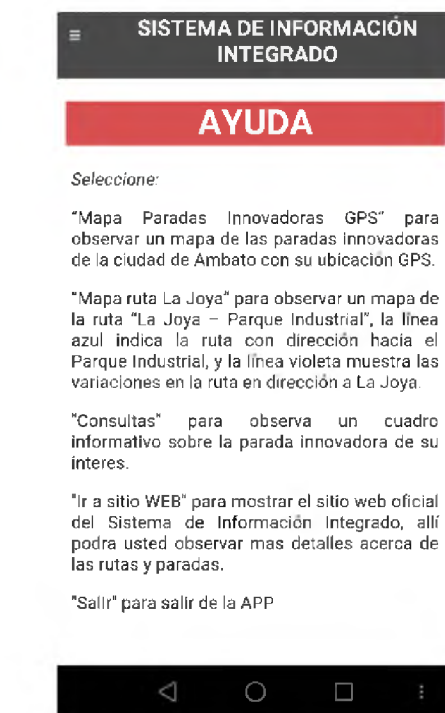 SISTEMA DE INFORMACIÓN
INTEGRADO
AYUDA
Seleccione:
"Mapa Paradas Innovadoras GPS" para
observar un mapa de las paradas innovadoras
de la ciudad de Ambato con su ubicación GPS.
"Mapa ruta La Joya" para observar un mapa de
la ruta "La Joya – Parque Industrial", la línea
azul indica la ruta con dirección hacía el
Parque Industrial, y la línea violeta muestra las
variaciones en la ruta en dirección a La Joya.
"Consultas" para observa un cuadro
informativo sobre la parada innovadora de su
ínteres.
"Ir a sitio WEB" para mostrar el sitio web oficial
del Sistema de Información Integrado, allí
podra usted observar mas detalles acerca de
las rutas y paradas.
"Salir" para salir de la APP